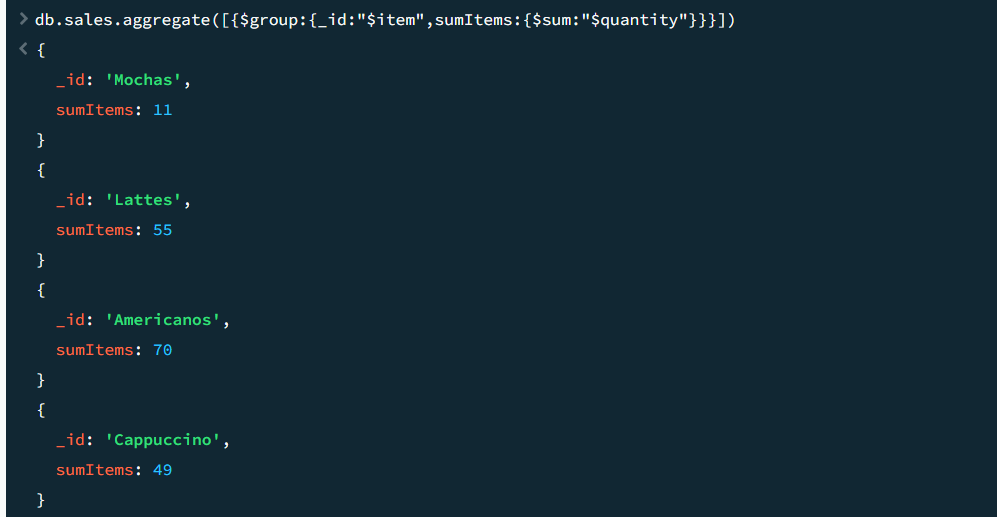 > db.sales.aggregate([{$group:{_id:"$item",sumItems:{$sum:"$quantity"}}}])
< {
_id: 'Mochas',
sumItems: 11
}
{
_id: 'Lattes',
sumItems: 55
}
{
_id: 'Americanos',
sumItems: 70
}
{
_id: 'Cappuccino',
sumItems: 49
}